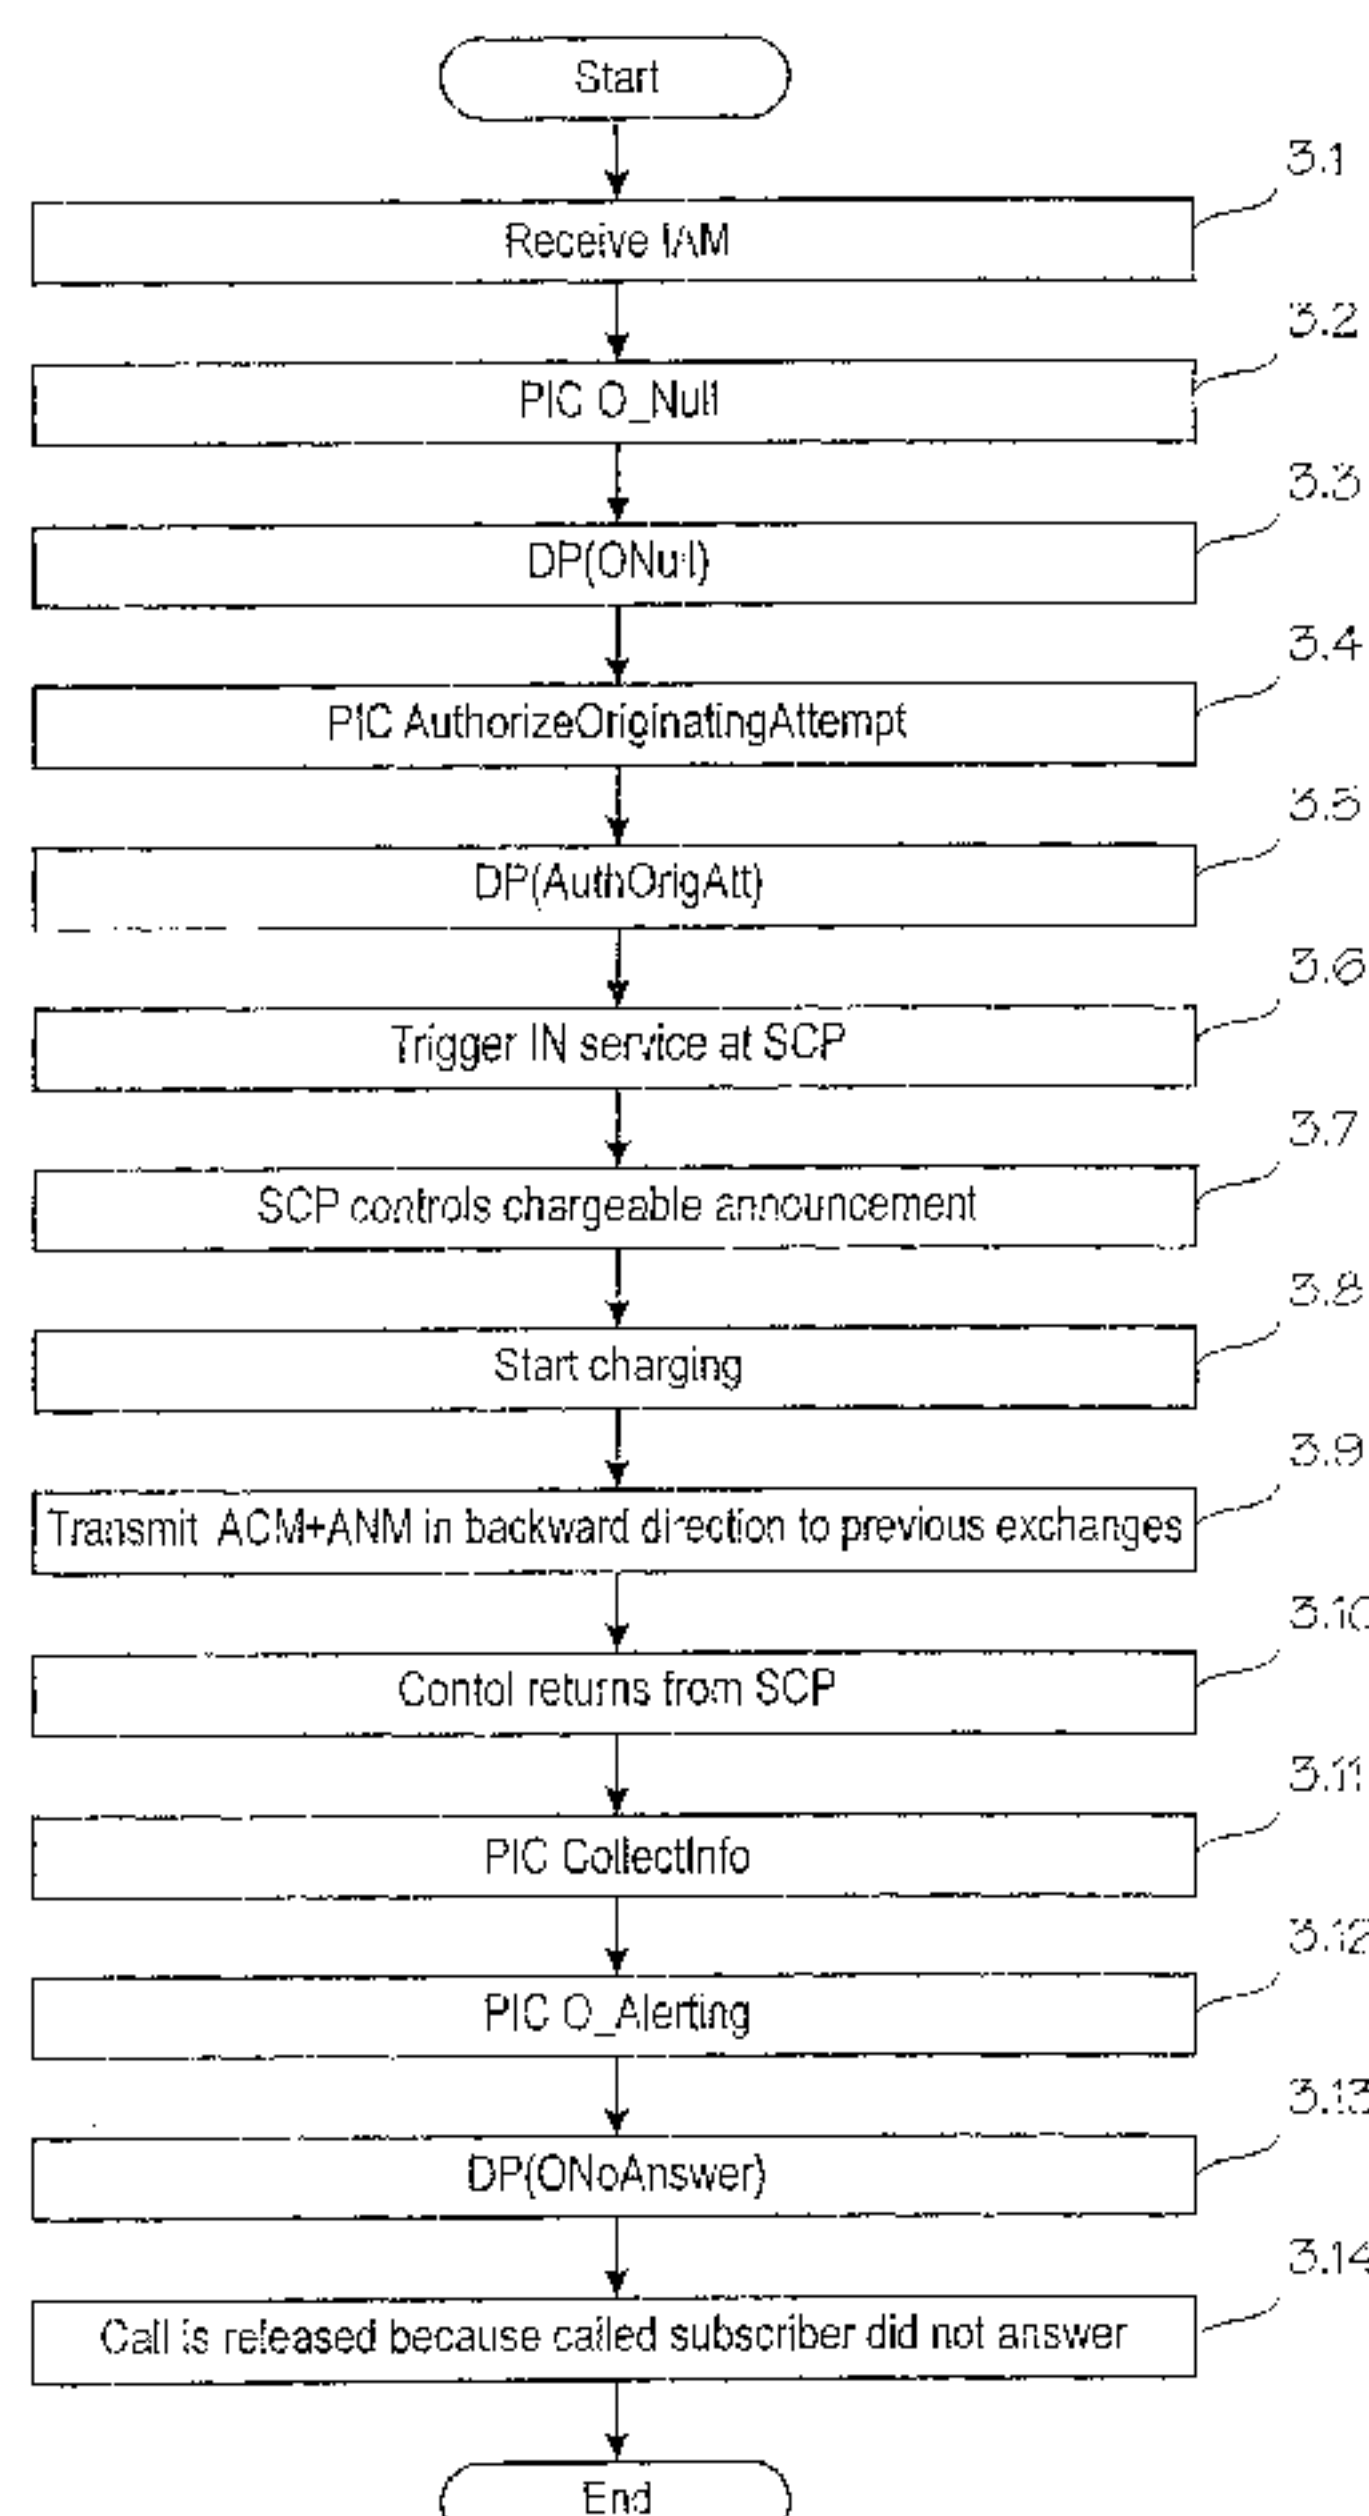 Start
3.1
Receive IAM
3.2
PIC O_Null
3.3
DP(ONull)
3.4
PIC AuthorizeOriginatingAttempt
3.5
DP(AuthOrigAtt)
3.6
Trigger IN service at SCP
3.7
SCP controls chargeable announcement
3.8
Start charging
3.9
Transmit ACM+ANM in backward direction to previous exchanges
3.10
Contol returns from SCP
3.11
PIC CollectInfo
3.12
PIC O_Alerting
3.13
DP(ONoAnswer)
3.14
Call is released because called subscriber did not answer
End